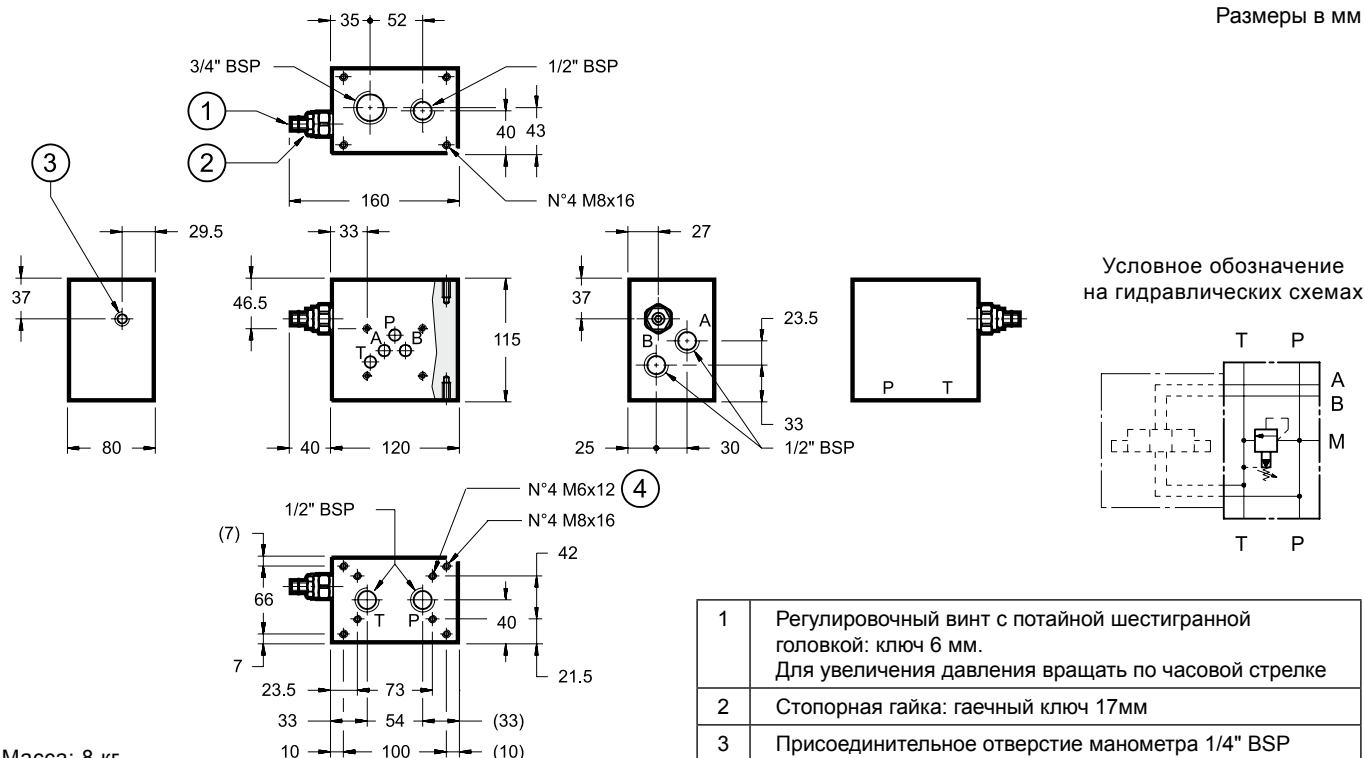 Размеры в мм
35 52
3/4" BSP
1/2" BSP
1
2
40 43
160
N°4 M8x16
3
29.5
37
80
33
46.5
P
A
B
T
115
40
120
27
37
A
B
23.5
33
25
30
1/2" BSP
P T
Условное обозначение
на гидравлических схемах
T P
A
B
M
T P
N°4 M6x12 4
1/2" BSP
N°4 M8x16
(7)
42
66
T P
40
7
21.5
23.5 73
33 54 (33)
10 100 (10)
1 Регулировочный винт с потайной шестигранной
головкой: ключ 6 мм.
Для увеличения давления вращать по часовой стрелке
2 Стопорная гайка: гаечный ключ 17мм
3 Присоединительное отверстие манометра 1/4" BSP
Масса: 8 кг